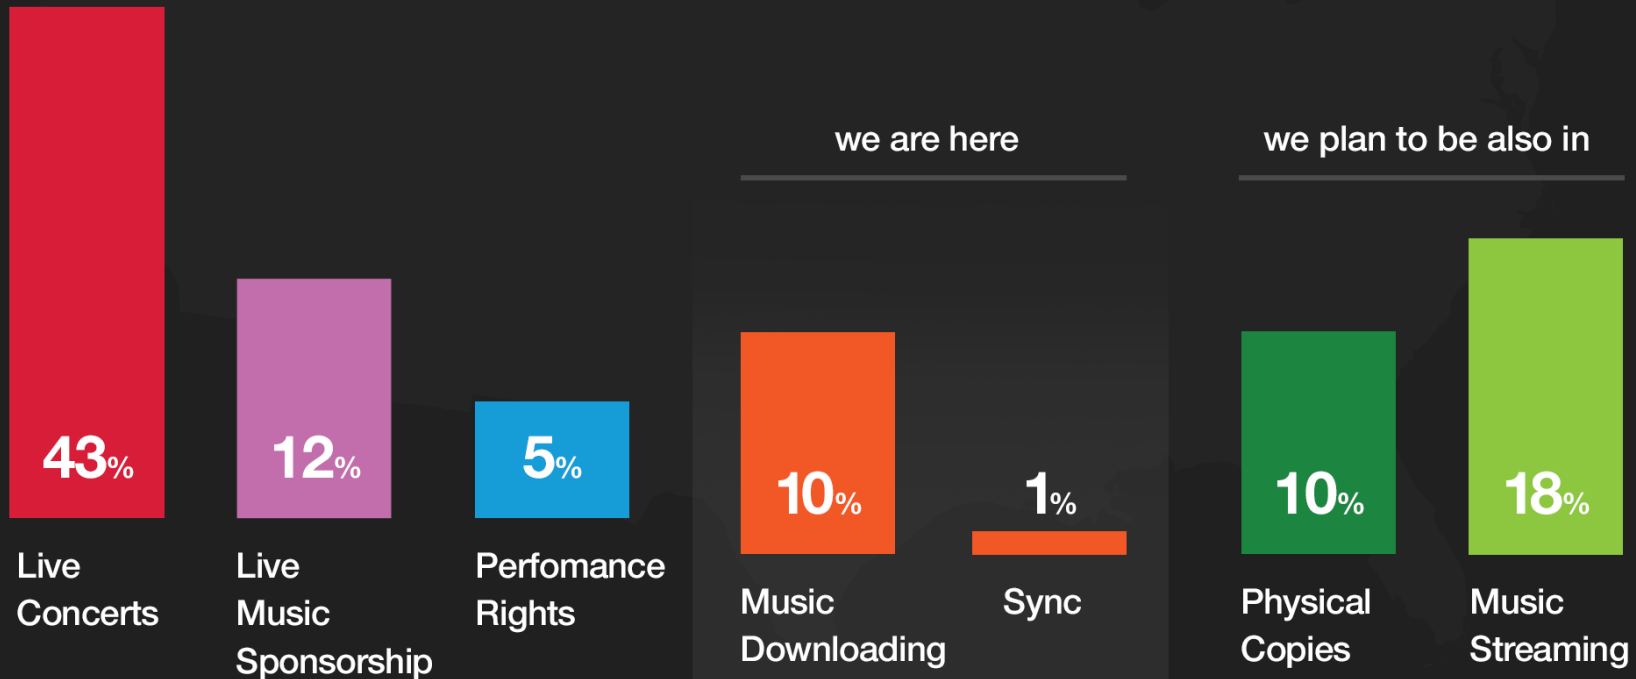 we are here
we plan to be also in
43%
12%
5%
10%
1%
10%
18%
Live
Concerts
Live
Music
Sponsorship
Perfomance
Rights
Music
Downloading
Sync
Physical
Copies
Music
Streaming